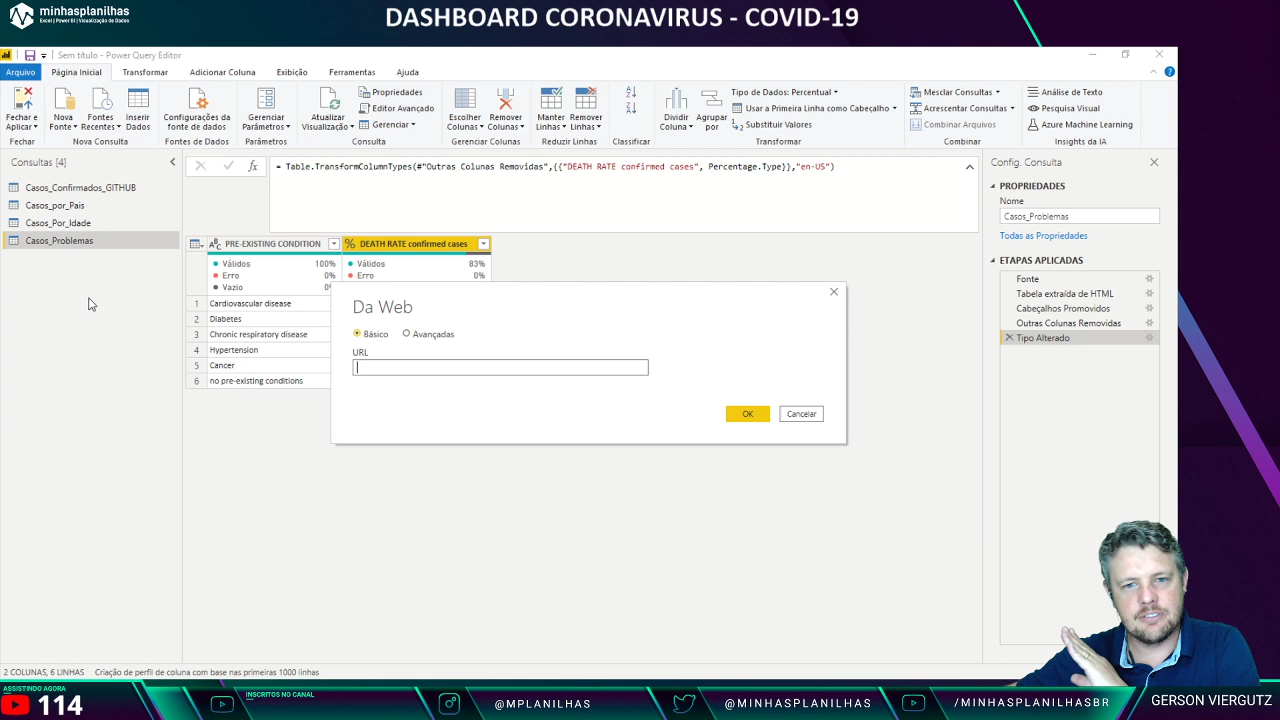 minhasplanilhas
Excel | Power BI | Visualização de Dados
DASHBOARD CORONAVIRUS - COVID-19
Sem título - Power Query Editor
Arquivo
Página Inicial
Transformar
Adicionar Coluna
Exibição
Ferramentas
Ajuda
Fechar e Aplicar
Nova Fonte
Fontes Recentes
Inserir Dados
Configurações da fonte de dados
Gerenciar Parâmetros
Atualizar Visualização
Propriedades
Editor Avançado
Gerenciar
Escolher Colunas
Remover Colunas
Manter Linhas
Remover Linhas
Dividir Coluna
Agrupar por
Tipo de Dados: Percentual
Usar a Primeira Linha como Cabeçalho
Substituir Valores
Mesclar Consultas
Acrescentar Consultas
Combinar Arquivos
Análise de Texto
Pesquisa Visual
Azure Machine Learning
Fechar
Nova Consulta
Fontes de Dados
Parâmetros
Consulta
Gerenciar Colunas
Reduzir Linhas
Classificar
Transformar
Combinar
Insights da IA
Consultas [4]
Casos_Confirmados_GITHUB
Casos_por_Pais
Casos_Por_Idade
Casos_Problemas
fx
= Table.TransformColumnTypes(#"Outras Colunas Removidas",{{"DEATH RATE confirmed cases", Percentage.Type}},"en-US")
PRE-EXISTING CONDITION
% DEATH RATE confirmed cases
Válidos 100%
Válidos 83%
Erro 0%
Erro 0%
Vazio
1 Cardiovascular disease
2 Diabetes
3 Chronic respiratory disease
4 Hypertension
5 Cancer
6 no pre-existing conditions
Da Web
Básico
Avançadas
URL
OK
Cancelar
Config. Consulta
PROPRIEDADES
Nome
Casos_Problemas
Todas as Propriedades
ETAPAS APLICADAS
Fonte
Tabela extraída de HTML
Cabeçalhos Promovidos
Outras Colunas Removidas
Tipo Alterado
2 COLUNAS, 6 LINHAS
Criação de perfil de coluna com base nas primeiras 1000 linhas
ASSISTINDO AGORA
114
INSCRITOS NO CANAL
@MPLANILHAS
@MINHASPLANILHAS
/MINHASPLANILHASBR
GERSON VIERGUTZ